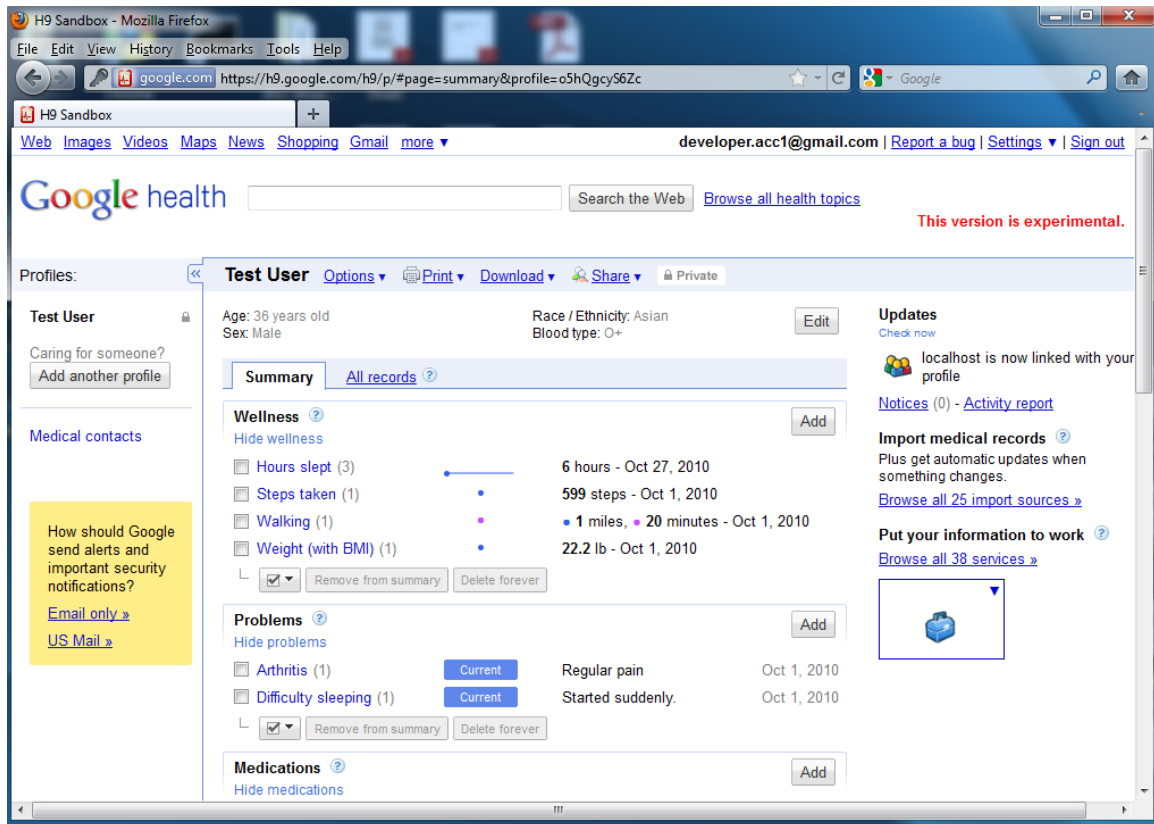 H9 Sandbox - Mozilla Firefox
File Edit View History Bookmarks Tools Help
google.com https://h9.google.com/h9/p/#page=summary&profile=o5hQgcyS6Zc
Google
H9 Sandbox
Web Images Videos Maps News Shopping Gmail more ▼
developer.acc1@gmail.com | Report a bug | Settings ▼ | Sign out
Google health
Search the Web
Browse all health topics
This version is experimental.
Profiles:
«
Test User
Caring for someone?
Add another profile
Medical contacts
How should Google
send alerts and
important security
notifications?
Email only »
US Mail »
Test User Options ▼ Print ▼ Download ▼ Share ▼ Private
Age: 36 years old
Sex: Male
Race / Ethnicity: Asian
Blood type: O+
Edit
Summary All records ?
Wellness ?
Add
Hide wellness
Hours slept (3) 6 hours - Oct 27, 2010
Steps taken (1) 599 steps - Oct 1, 2010
Walking (1) • 1 miles, • 20 minutes - Oct 1, 2010
Weight (with BMI) (1) 22.2 lb - Oct 1, 2010
Remove from summary Delete forever
Problems ?
Add
Hide problems
Arthritis (1) Current Regular pain Oct 1, 2010
Difficulty sleeping (1) Current Started suddenly. Oct 1, 2010
Remove from summary Delete forever
Medications ?
Add
Hide medications
Updates
Check now
localhost is now linked with your
profile
Notices (0) - Activity report
Import medical records ?
Plus get automatic updates when
something changes.
Browse all 25 import sources »
Put your information to work ?
Browse all 38 services »